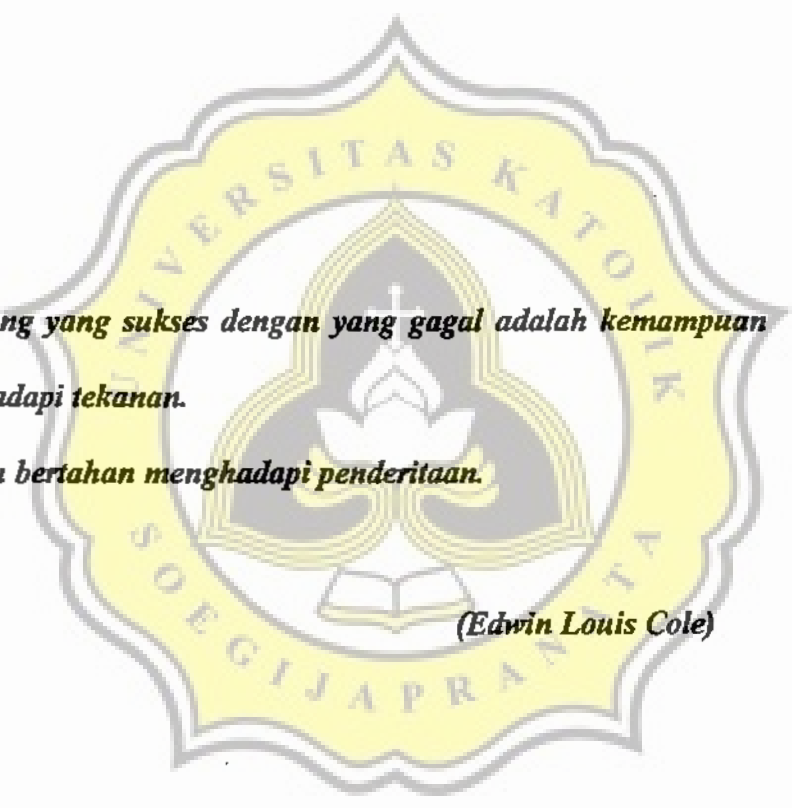 UNIVERSITAS KATOLIK
ng yang sukses dengan yang gagal adalah kemampuan
adapi tekanan.
bertahan menghadapi penderitaan.
(Edwin Louis Cole)
SOEGIJAPRANATA